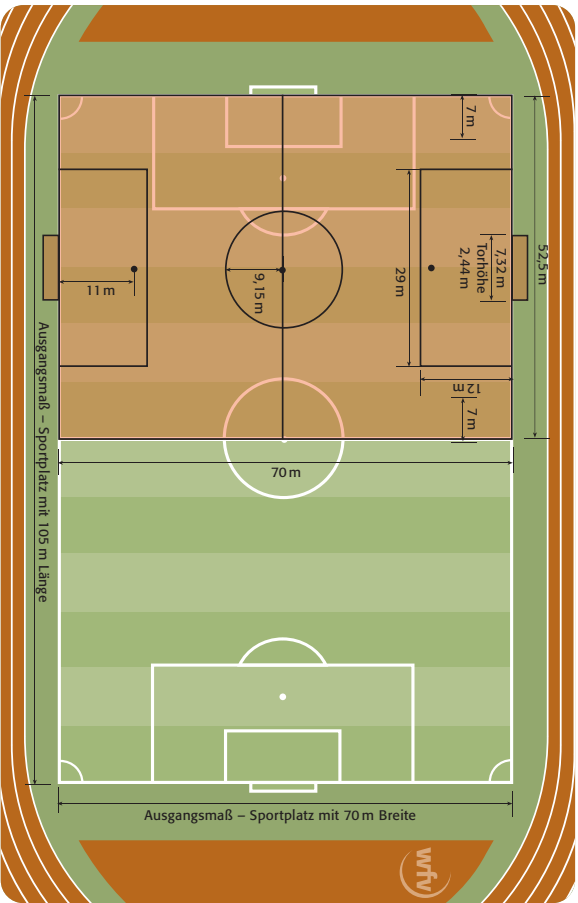 7 m
52,5 m
7,32 m
Torhöhe
2,44 m
11 m
9,15 m
29 m
12 m
7 m
70 m
Ausgangsmaß – Sportplatz mit 105 m Länge
Ausgangsmaß – Sportplatz mit 70 m Breite
wfv